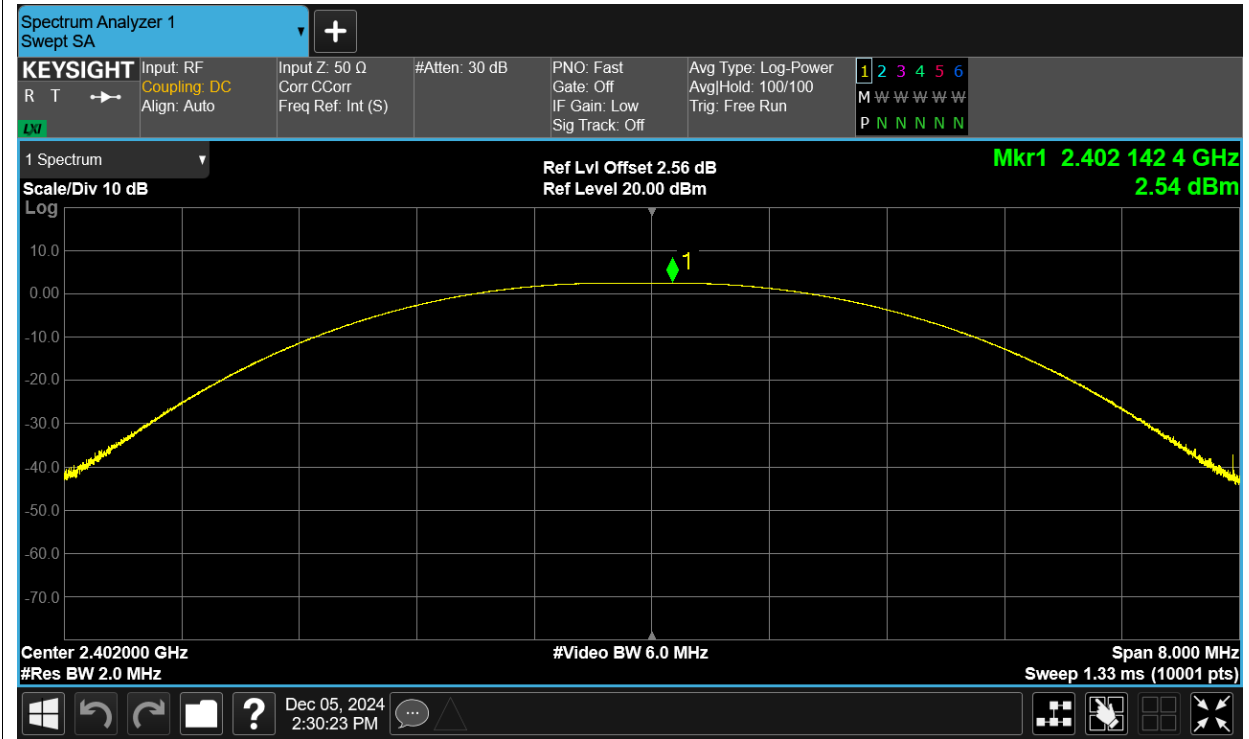 Spectrum Analyzer 1
Swept SA
KEYSIGHT
R T
LXI
Input: RF
Coupling: DC
Align: Auto
Input Z: 50 Ω
Corr CCorr
Freq Ref: Int (S)
#Atten: 30 dB
PNO: Fast
Gate: Off
IF Gain: Low
Sig Track: Off
Avg Type: Log-Power
Avg|Hold: 100/100
Trig: Free Run
1 2 3 4 5 6
M W W W W W
P N N N N N
1 Spectrum
Scale/Div 10 dB
Log
Ref Lvl Offset 2.56 dB
Ref Level 20.00 dBm
Mkr1 2.402 142 4 GHz
2.54 dBm
1
10.0
0.00
-10.0
-20.0
-30.0
-40.0
-50.0
-60.0
-70.0
Center 2.402000 GHz
#Res BW 2.0 MHz
#Video BW 6.0 MHz
Span 8.000 MHz
Sweep 1.33 ms (10001 pts)
?
Dec 05, 2024
2:30:23 PM